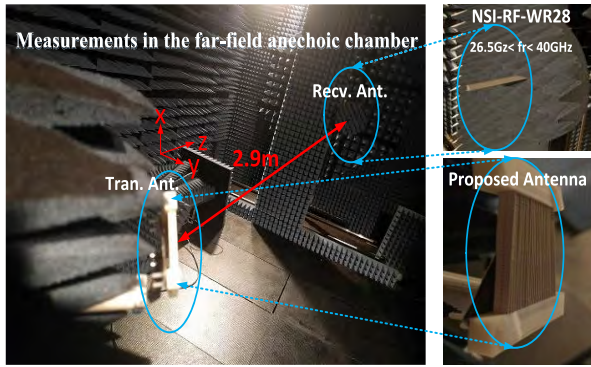 Measurements in the far-field anechoic chamber
NSI-RF-WR28
26.5Gz< fr< 40GHz
Recv. Ant.
X
Z
Y
2.9m
Tran. Ant.
Proposed Antenna